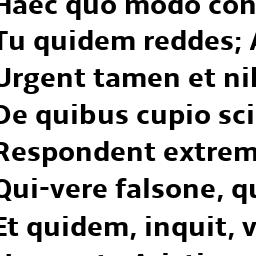 Haec quo modo con
Tu quidem reddes;
Urgent tamen et nil
De quibus cupio sci
Respondent extrem
Qui-vere falsone, qu
Et quidem, inquit, v